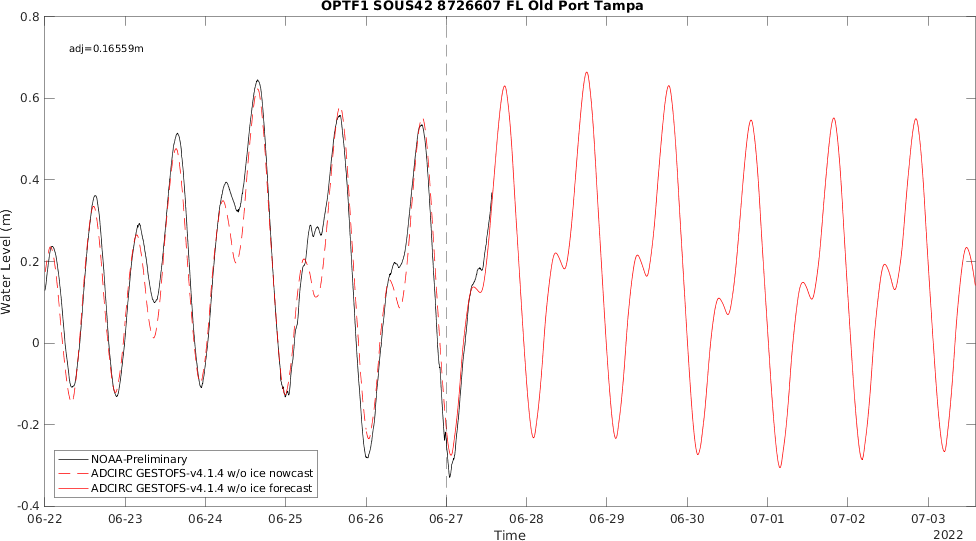 OPTF1 SOUS42 8726607 FL Old Port Tampa
adj=0.16559m
Water Level (m)
0.8
0.6
0.4
0.2
0
-0.2
-0.4
NOAA-Preliminary
ADCIRC GESTOFS-v4.1.4 w/o ice nowcast
ADCIRC GESTOFS-v4.1.4 w/o ice forecast
06-22 06-23 06-24 06-25 06-26 06-27 06-28 06-29 06-30 07-01 07-02 07-03
Time
2022